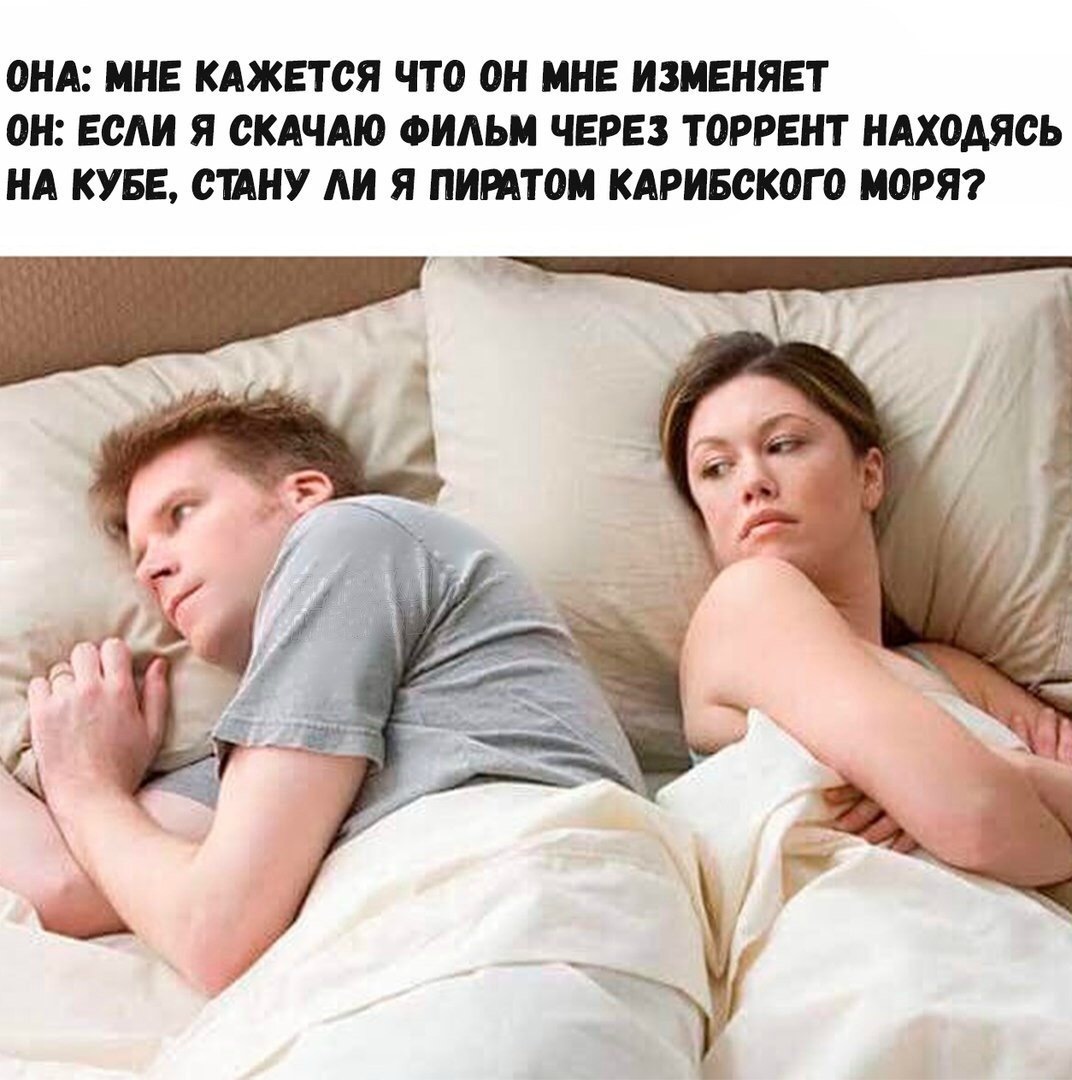 ОНА: МНЕ КАЖЕТСЯ ЧТО ОН МНЕ ИЗМЕНЯЕТ
ОН: ЕСЛИ Я СКАЧАЮ ФИЛЬМ ЧЕРЕЗ ТОРРЕНТ НАХОДЯСЬ
НА КУБЕ, СТАНУ ЛИ Я ПИРАТОМ КАРИБСКОГО МОРЯ?